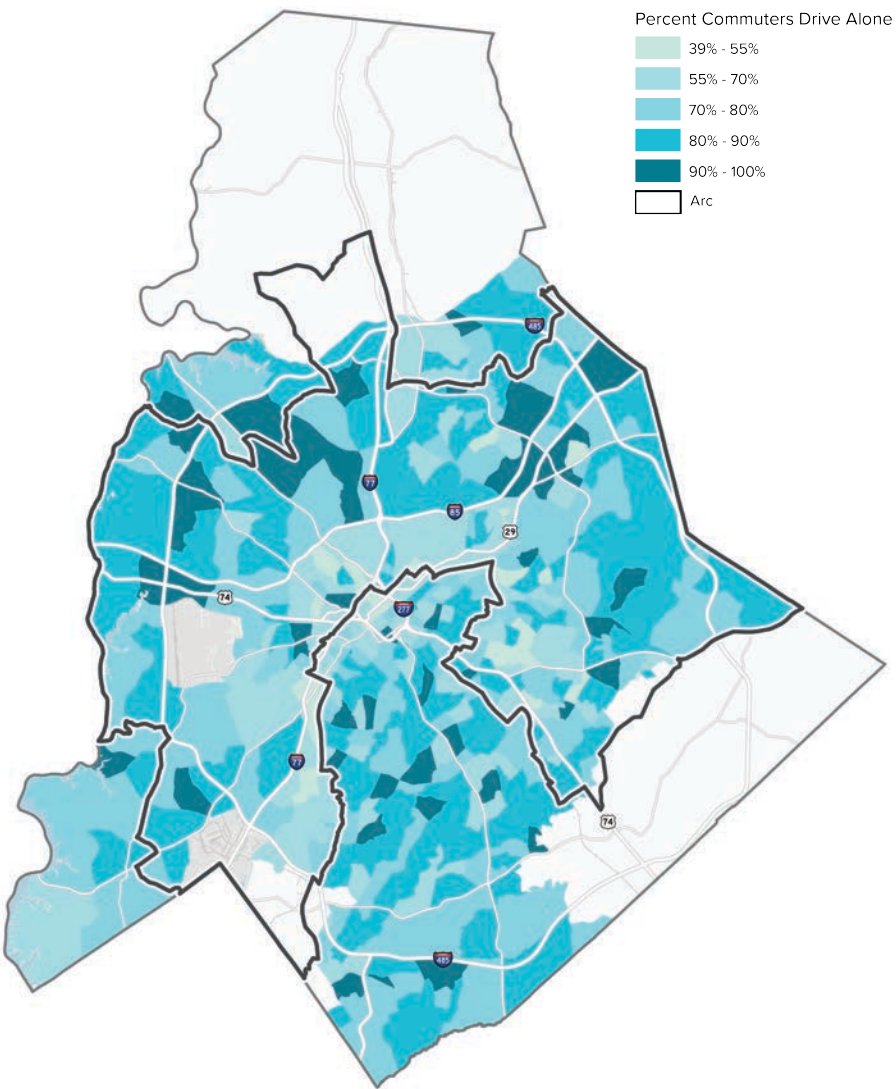 Percent Commuters Drive Alone
39% - 55%
55% - 70%
70% - 80%
80% - 90%
90% - 100%
Arc
485
77
85
29
74
277
77
74
485